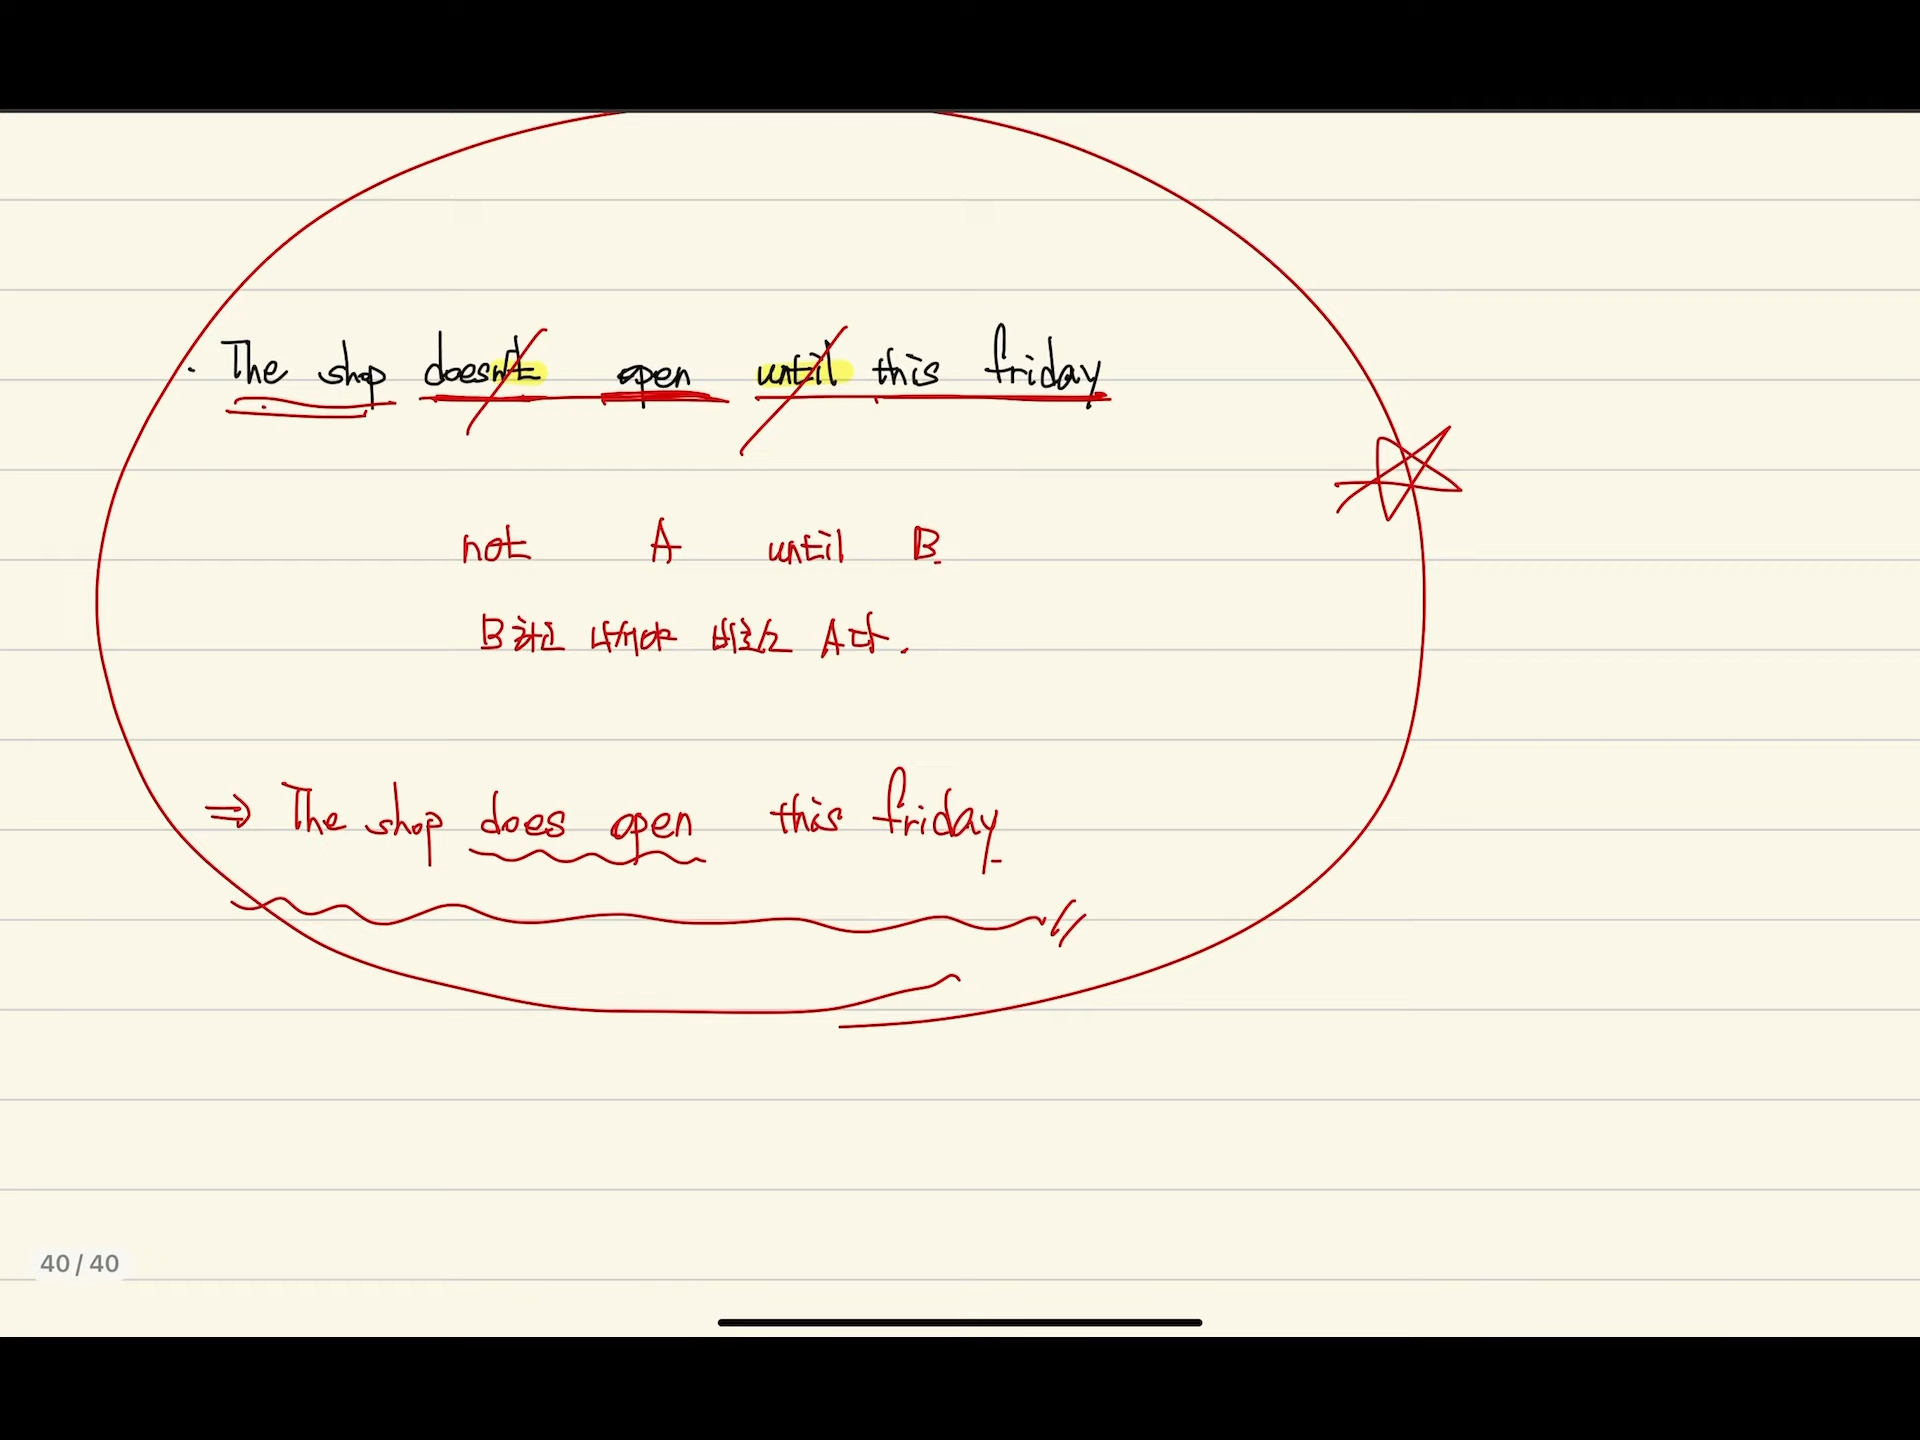 · The shop doesn't open until this friday
not A until B.
B하고 나서야 비로소 A다.
⇒ The shop does open this friday.
40 / 40